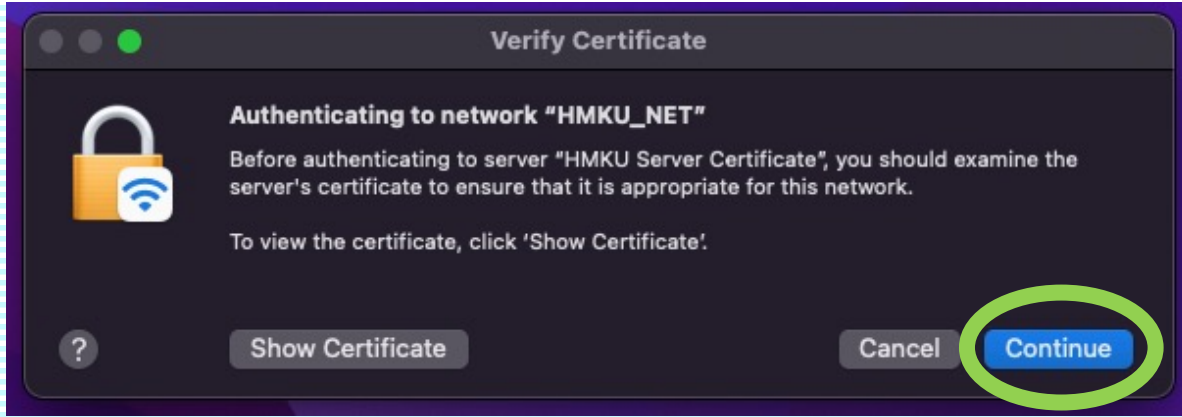 Verify Certificate
Authenticating to network “HMKU_NET”
Before authenticating to server “HMKU Server Certificate”, you should examine the
server's certificate to ensure that it is appropriate for this network.
To view the certificate, click ‘Show Certificate’.
?
Show Certificate
Cancel
Continue